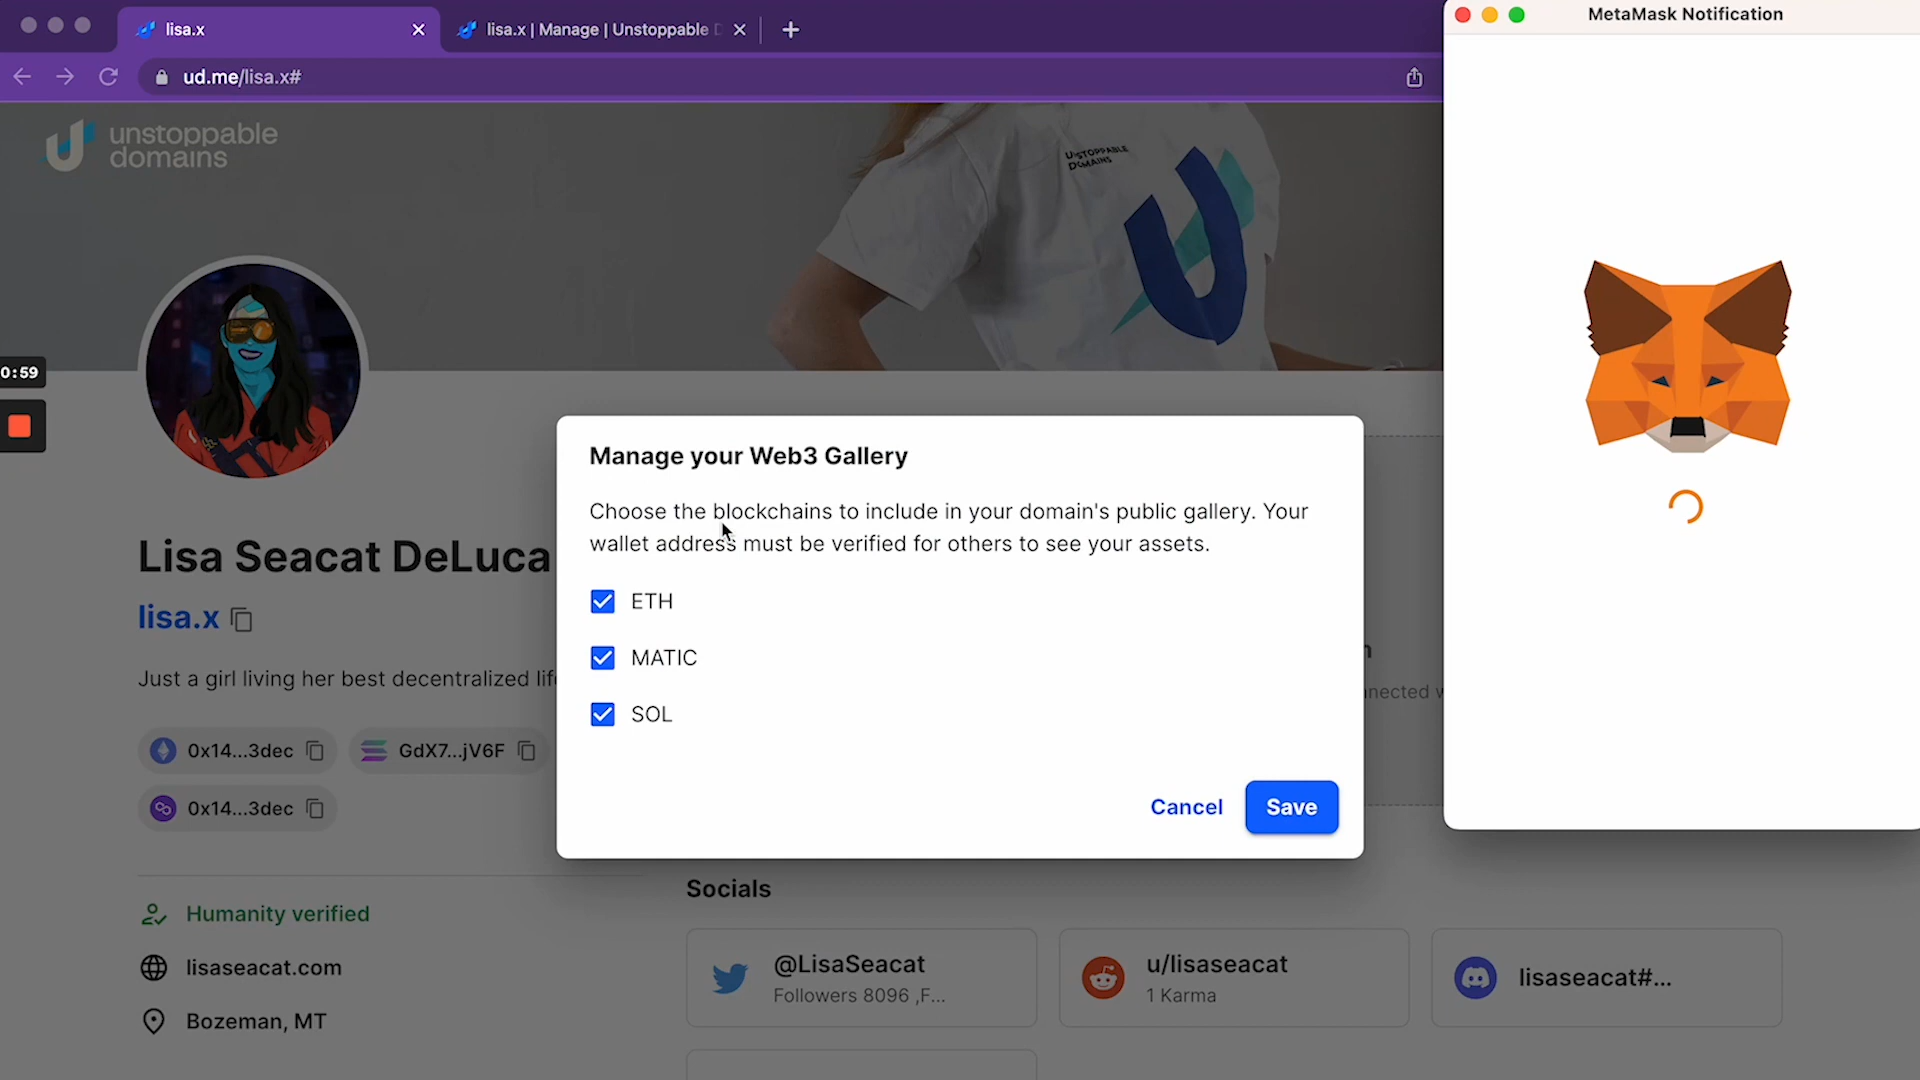 lisa.x
lisa.x | Manage | Unstoppable
MetaMask Notification
ud.me/lisa.x#
unstoppable
domains
UNSTOPPABLE
DOMAINS
0:59
Manage your Web3 Gallery
Choose the blockchains to include in your domain's public gallery. Your
wallet address must be verified for others to see your assets.
ETH
MATIC
SOL
Cancel
Save
Lisa Seacat DeLuca
lisa.x
Just a girl living her best decentralized
0x14...3dec
GdX7...jV6F
0x14...3dec
Humanity verified
lisaseacat.com
Bozeman, MT
Socials
@LisaSeacat
Followers 8096 ,F...
u/lisaseacat
1 Karma
lisaseacat#...